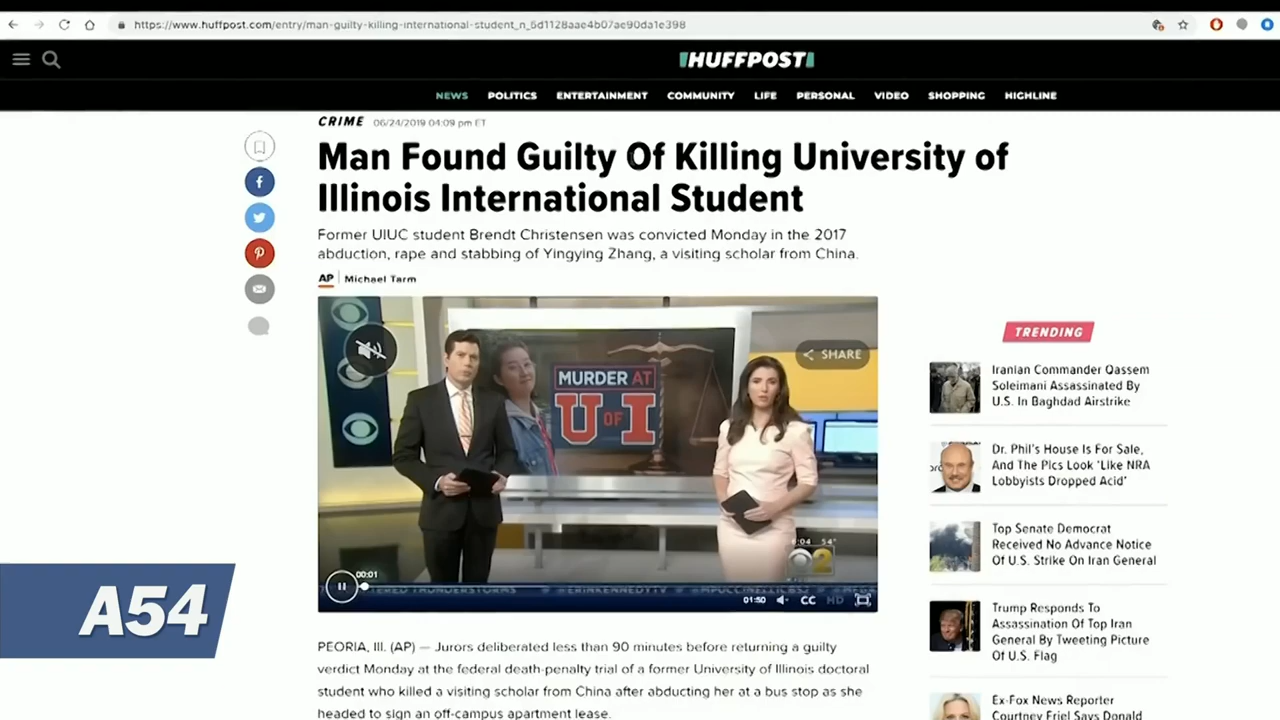 https://www.huffpost.com/entry/man-guilty-killing-international-student_n_5d1128aae4b07ae90da1e398
HUFFPOST
NEWS POLITICS ENTERTAINMENT COMMUNITY LIFE PERSONAL VIDEO SHOPPING HIGHLINE
CRIME 06/24/2019 04:09 pm ET
Man Found Guilty Of Killing University of
Illinois International Student
Former UIUC student Brendt Christensen was convicted Monday in the 2017
abduction, rape and stabbing of Yingying Zhang, a visiting scholar from China.
AP Michael Tarm
SHARE
MURDER AT
U OF I
6:04 54°
2
00:01
ERED THUNDERSTORMS @ERINKENNEDYTV
01:50 CC HD
PEORIA, Ill. (AP) — Jurors deliberated less than 90 minutes before returning a guilty
verdict Monday at the federal death-penalty trial of a former University of Illinois doctoral
student who killed a visiting scholar from China after abducting her at a bus stop as she
headed to sign an off-campus apartment lease.
TRENDING
Iranian Commander Qassem
Soleimani Assassinated By
U.S. In Baghdad Airstrike
Dr. Phil's House Is For Sale,
And The Pics Look 'Like NRA
Lobbyists Dropped Acid'
Top Senate Democrat
Received No Advance Notice
Of U.S. Strike On Iran General
Trump Responds To
Assassination Of Top Iran
General By Tweeting Picture
Of U.S. Flag
Ex-Fox News Reporter
Courtney Friel Says Donald
A54